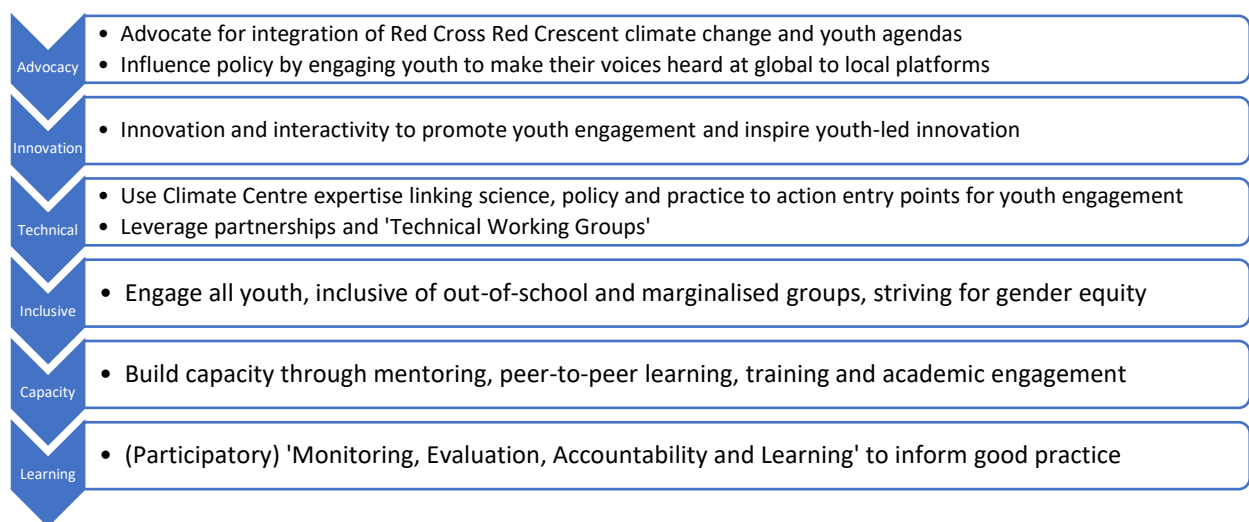 Advocacy
• Advocate for integration of Red Cross Red Crescent climate change and youth agendas
• Influence policy by engaging youth to make their voices heard at global to local platforms
Innovation
• Innovation and interactivity to promote youth engagement and inspire youth-led innovation
Technical
• Use Climate Centre expertise linking science, policy and practice to action entry points for youth engagement
• Leverage partnerships and 'Technical Working Groups'
Inclusive
• Engage all youth, inclusive of out-of-school and marginalised groups, striving for gender equity
Capacity
• Build capacity through mentoring, peer-to-peer learning, training and academic engagement
Learning
• (Participatory) 'Monitoring, Evaluation, Accountability and Learning' to inform good practice